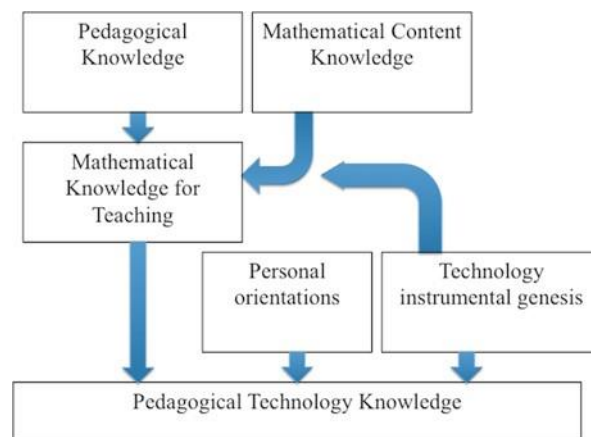 Pedagogical
Knowledge
Mathematical Content
Knowledge
Mathematical
Knowledge for
Teaching
Personal
orientations
Technology
instrumental genesis
Pedagogical Technology Knowledge